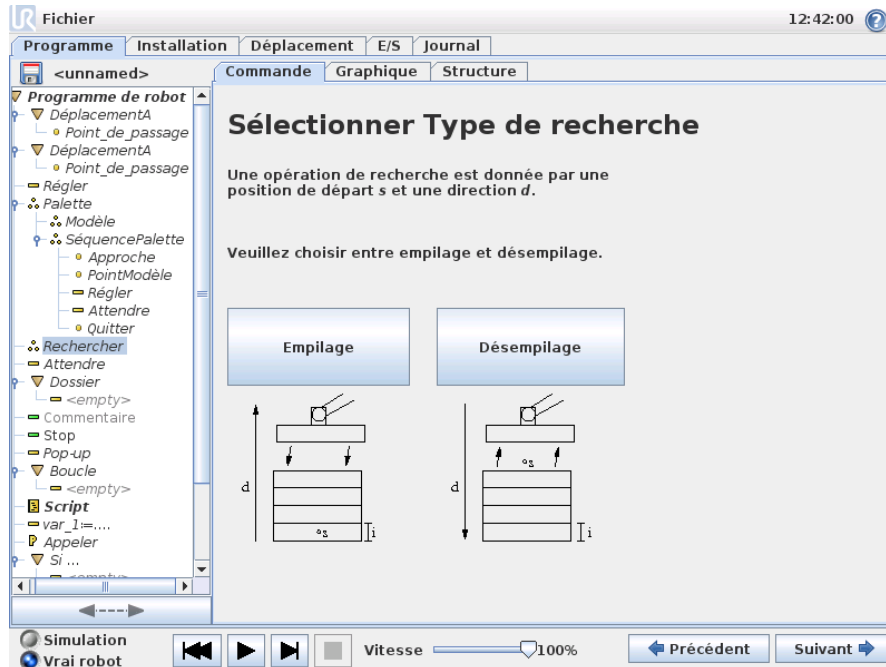 UR Fichier 12:42:00 ?
Programme Installation Déplacement E/S Journal
<unnamed> Commande Graphique Structure
Programme de robot
DéplacementA
Point_de_passage
DéplacementA
Point_de_passage
Régler
Palette
Modèle
SéquencePalette
Approche
PointModèle
Régler
Attendre
Quitter
Rechercher
Attendre
Dossier
<empty>
Commentaire
Stop
Pop-up
Boucle
<empty>
Script
var_1:=....
P Appeler
Si ...
<empty>
Sélectionner Type de recherche
Une opération de recherche est donnée par une
position de départ s et une direction d.
Veuillez choisir entre empilage et désempilage.
Empilage Désempilage
d s i d s i
Simulation
Vrai robot
Vitesse 100% Précédent Suivant